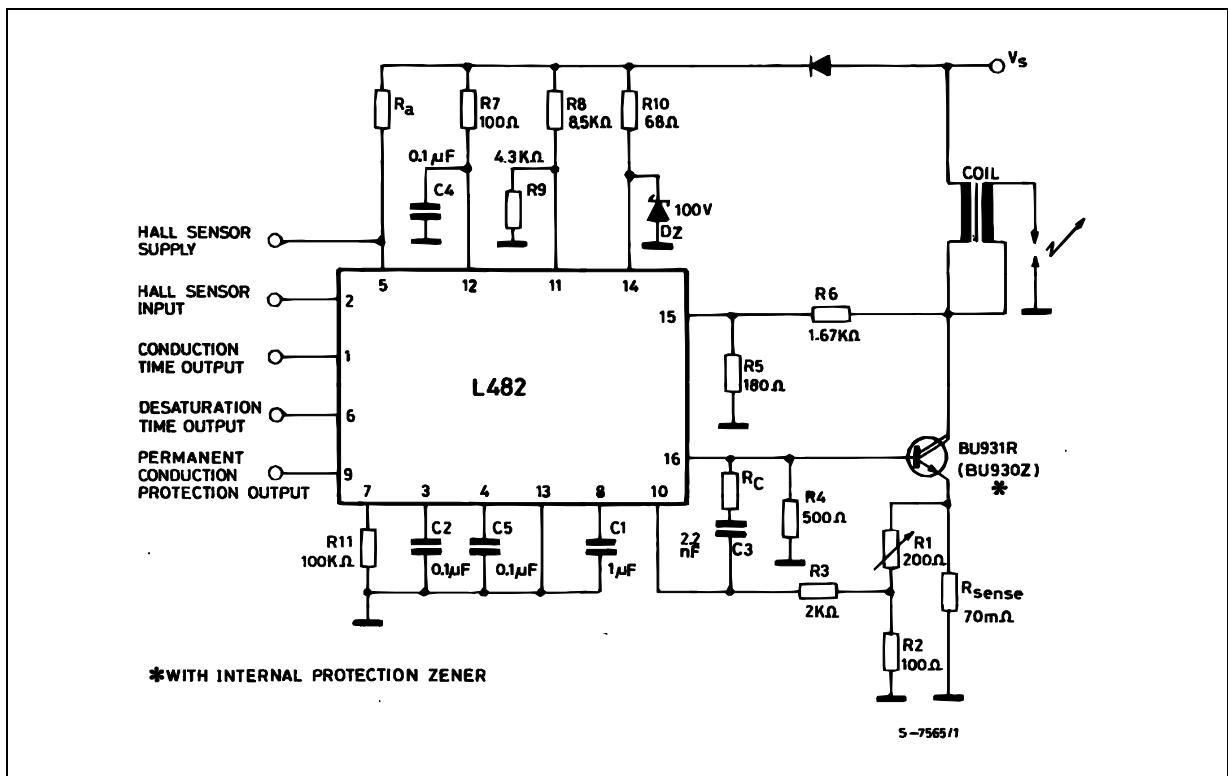 Vs
Ra
R7
100Ω
R8
8.5KΩ
R10
68Ω
0.1µF
C4
4.3KΩ
R9
100V
DZ
COIL
HALL SENSOR
SUPPLY
5
12
11
14
HALL SENSOR
INPUT
2
15
R6
1.67KΩ
CONDUCTION
TIME OUTPUT
1
L482
R5
180Ω
DESATURATION
TIME OUTPUT
6
PERMANENT
CONDUCTION
PROTECTION OUTPUT
9
16
BU931R
(BU930Z)
*
7
3
4
13
8
10
RC
R4
500Ω
R11
100KΩ
C2
0.1µF
C5
0.1µF
C1
1µF
2.2
nF
C3
R3
2KΩ
R1
200Ω
Rsense
70mΩ
R2
100Ω
*WITH INTERNAL PROTECTION ZENER
S-7565/1